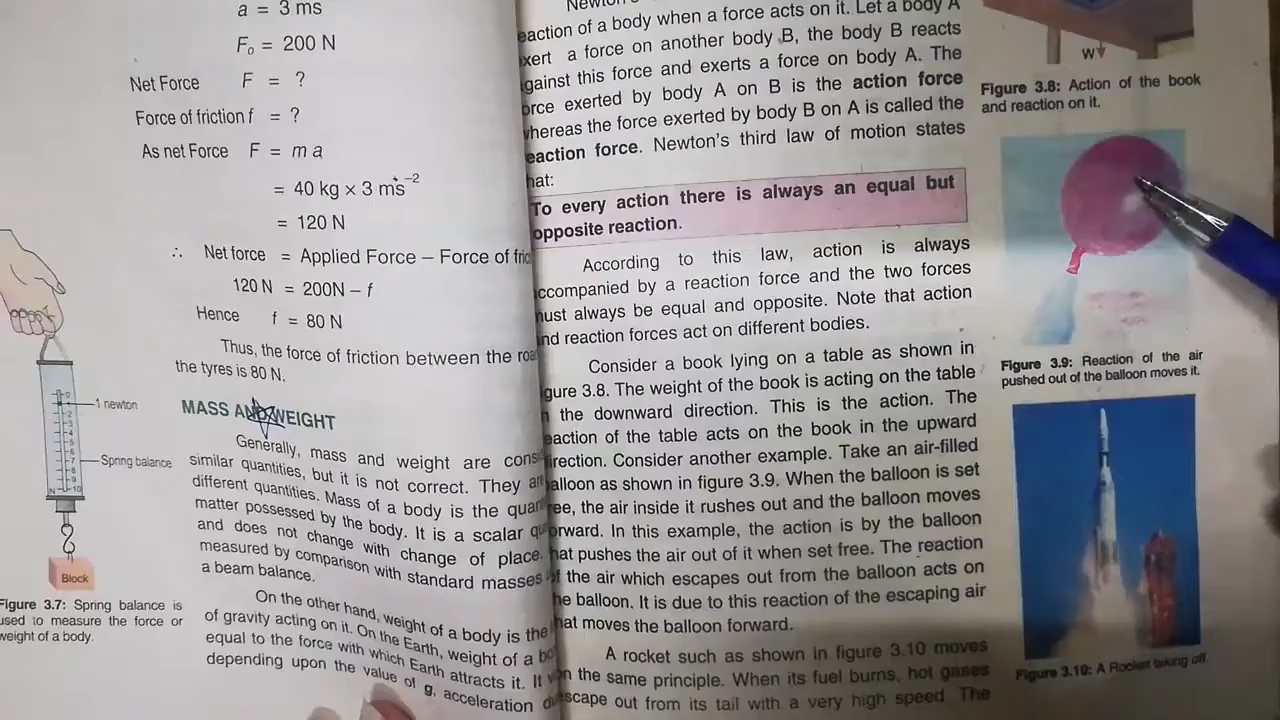 a = 3 ms
F₀ = 200 N
Net Force F = ?
Force of friction f = ?
As net Force F = m a
= 40 kg × 3 ms⁻²
= 120 N
∴ Net force = Applied Force – Force of
120 N = 200N – f
Hence f = 80 N
Thus, the force of friction between the
the tyres is 80 N.
MASS AND WEIGHT
Generally, mass and weight are
similar quantities, but it is not correct. They
different quantities. Mass of a body is the
matter possessed by the body. It is a scalar
and does not change with change of place.
measured by comparison with standard masses
a beam balance.
On the other hand, weight of a body is the
of gravity acting on it. On the Earth, weight of a
equal to the force with which Earth attracts it. It
depending upon the value of g, acceleration
1 newton
Spring balance
Block
Figure 3.7: Spring balance is
used to measure the force or
weight of a body.
Newton's
eaction of a body when a force acts on it. Let a body A
xert a force on another body B, the body B reacts
gainst this force and exerts a force on body A. The
orce exerted by body A on B is the action force
whereas the force exerted by body B on A is called the
eaction force. Newton's third law of motion states
hat:
To every action there is always an equal but
opposite reaction.
According to this law, action is always
ccompanied by a reaction force and the two forces
must always be equal and opposite. Note that action
nd reaction forces act on different bodies.
Consider a book lying on a table as shown in
gure 3.8. The weight of the book is acting on the table
the downward direction. This is the action. The
eaction of the table acts on the book in the upward
irection. Consider another example. Take an air-filled
alloon as shown in figure 3.9. When the balloon is set
ree, the air inside it rushes out and the balloon moves
orward. In this example, the action is by the balloon
hat pushes the air out of it when set free. The reaction
of the air which escapes out from the balloon acts on
he balloon. It is due to this reaction of the escaping air
hat moves the balloon forward.
A rocket such as shown in figure 3.10 moves
on the same principle. When its fuel burns, hot gases
escape out from its tail with a very high speed. The
w
Figure 3.8: Action of the book
and reaction on it.
Figure 3.9: Reaction of the air
pushed out of the balloon moves it.
Figure 3.10: A Rocket taking off.